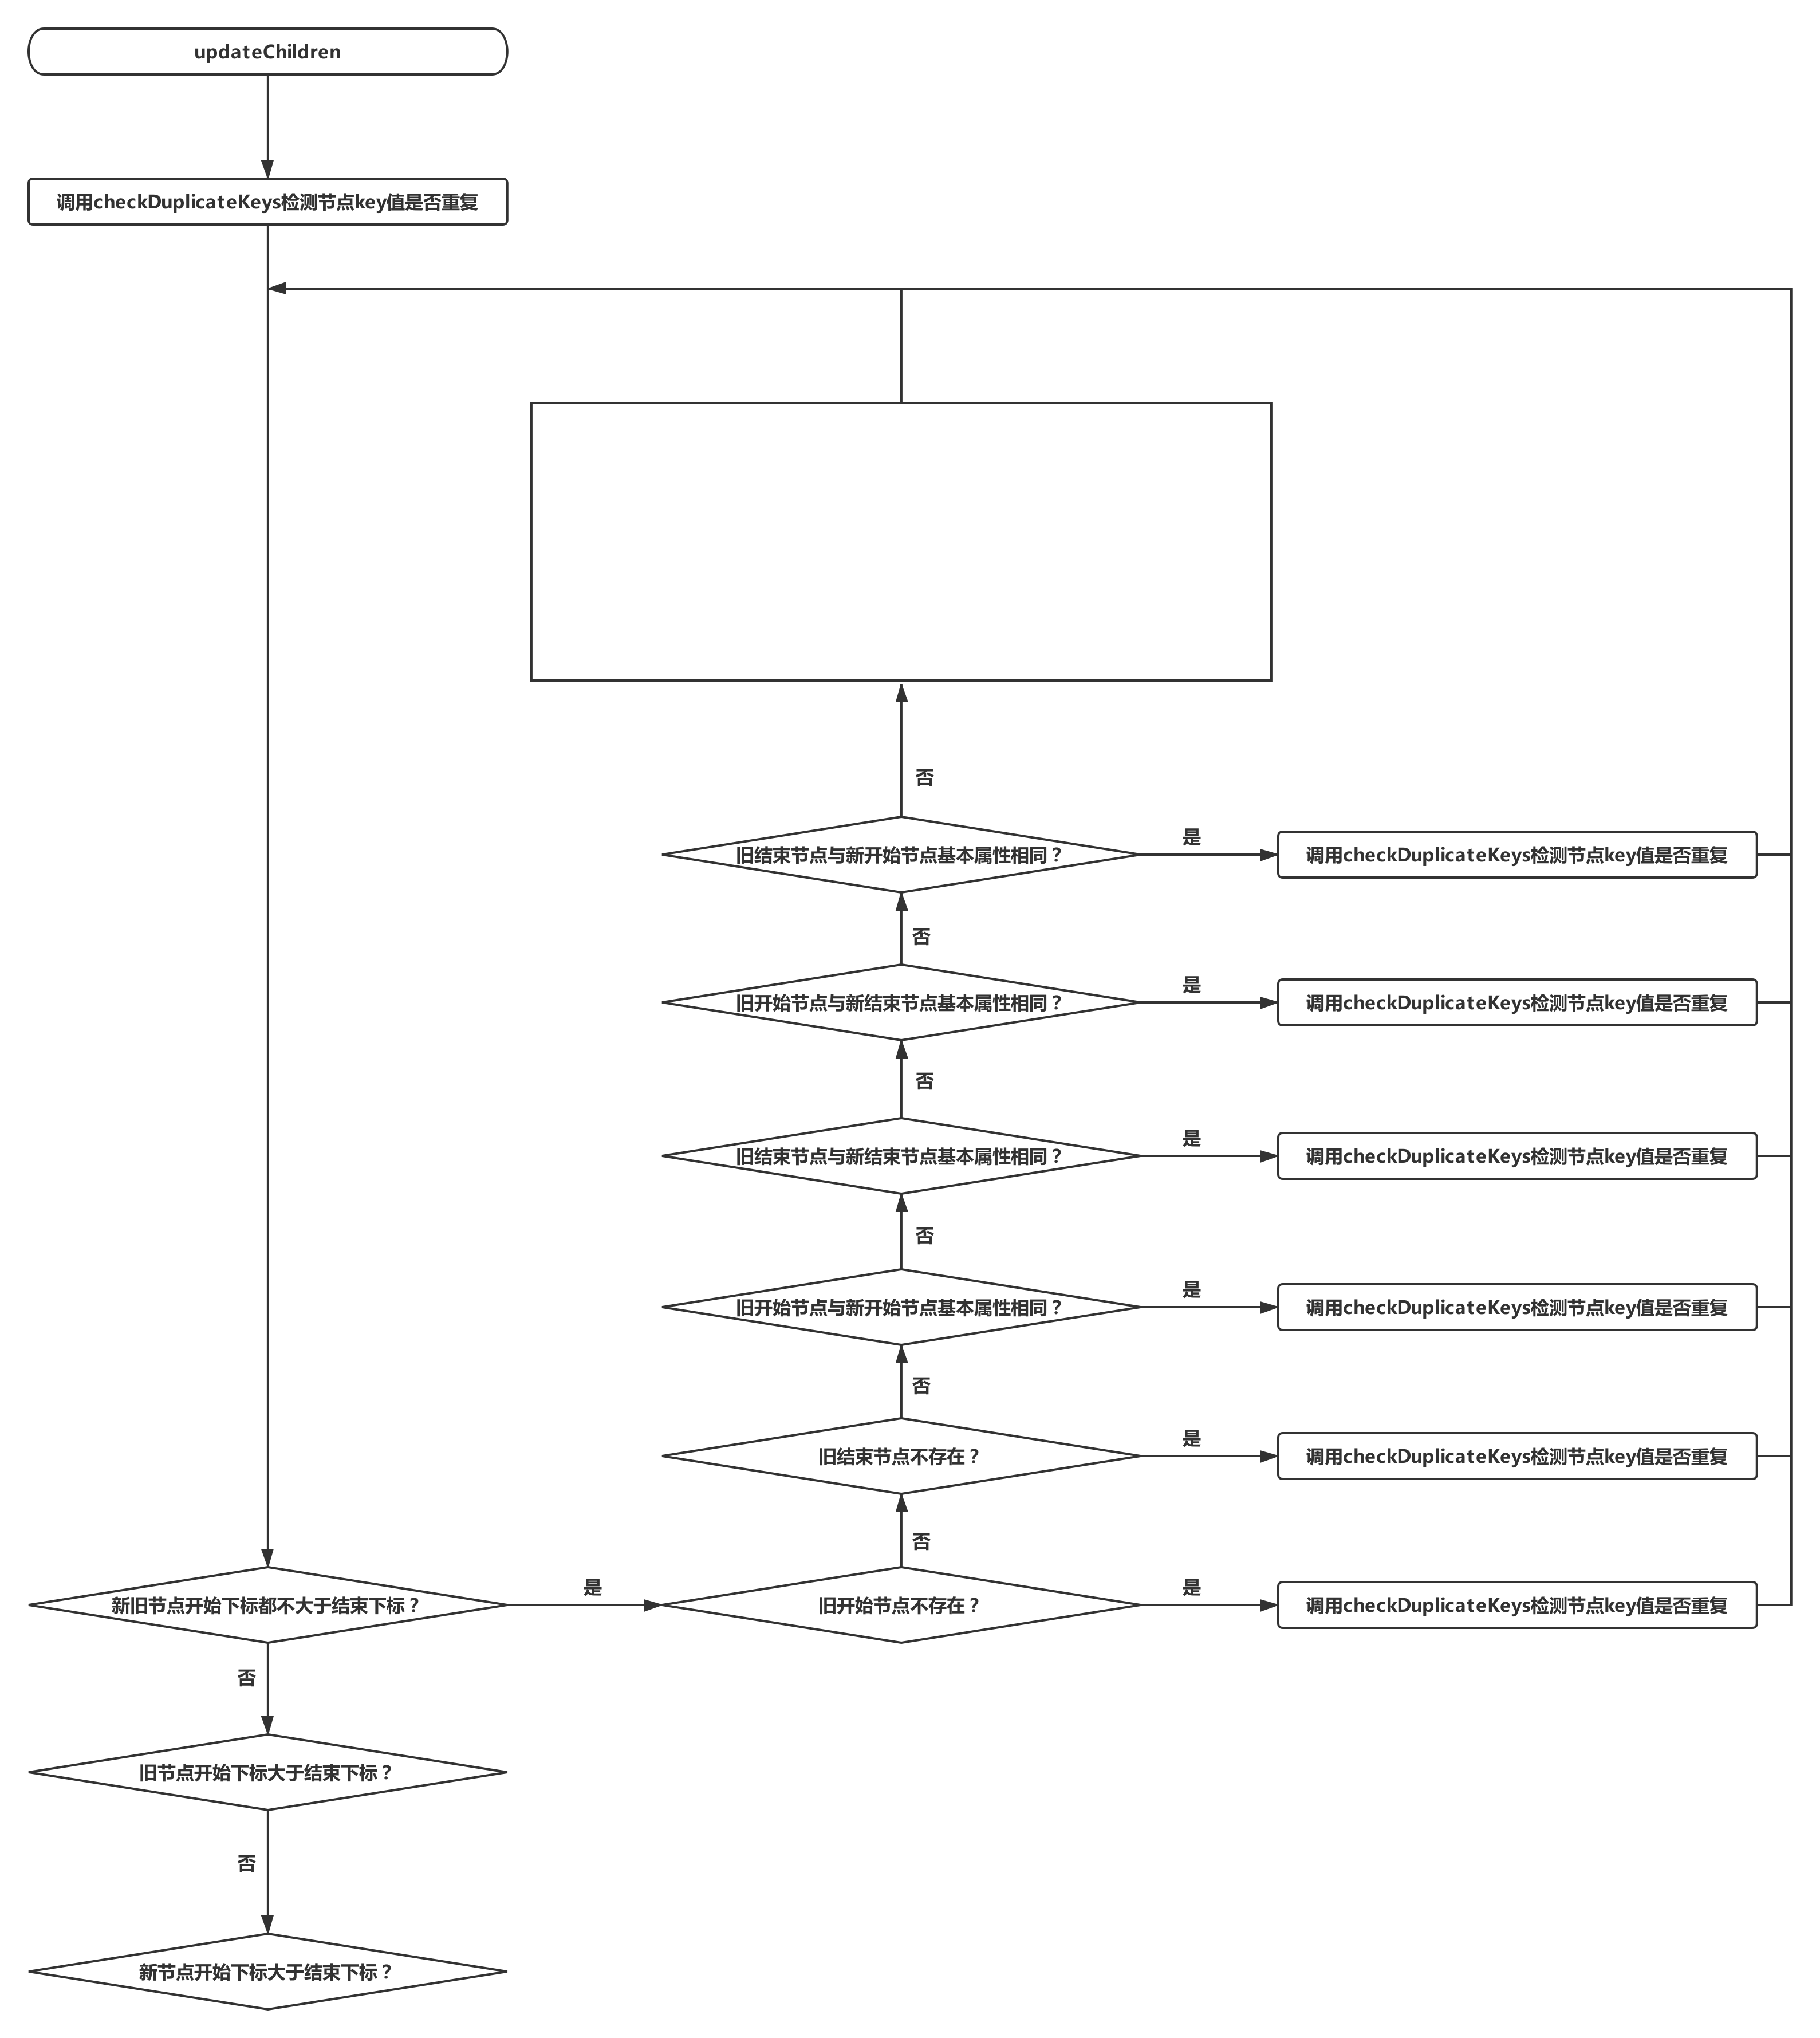 updateChildren
调用checkDuplicateKeys检测节点key值是否重复
否
旧结束节点与新开始节点基本属性相同？
是
调用checkDuplicateKeys检测节点key值是否重复
否
旧开始节点与新结束节点基本属性相同？
是
调用checkDuplicateKeys检测节点key值是否重复
否
旧结束节点与新结束节点基本属性相同？
是
调用checkDuplicateKeys检测节点key值是否重复
否
旧开始节点与新开始节点基本属性相同？
是
调用checkDuplicateKeys检测节点key值是否重复
否
旧结束节点不存在？
是
调用checkDuplicateKeys检测节点key值是否重复
否
新旧节点开始下标都不大于结束下标？
是
旧开始节点不存在？
是
调用checkDuplicateKeys检测节点key值是否重复
否
旧节点开始下标大于结束下标？
否
新节点开始下标大于结束下标？